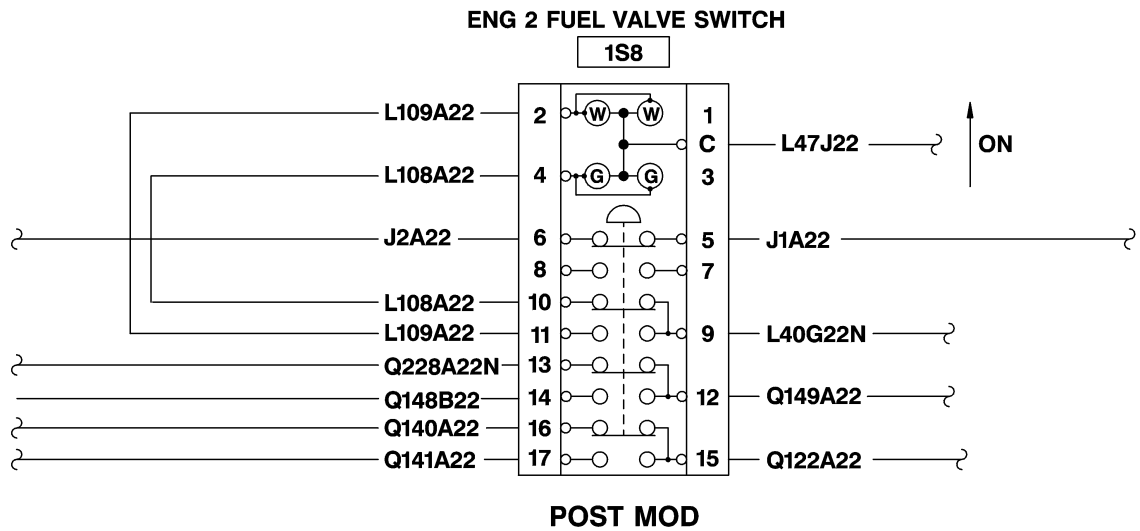 ENG 2 FUEL VALVE SWITCH
1S8
L109A22 2 W W 1
C L47J22 ON
L108A22 4 G G 3
J2A22 6 5 J1A22
8 7
L108A22 10
L109A22 11 9 L40G22N
Q228A22N 13
Q148B22 14 12 Q149A22
Q140A22 16
Q141A22 17 15 Q122A22
POST MOD